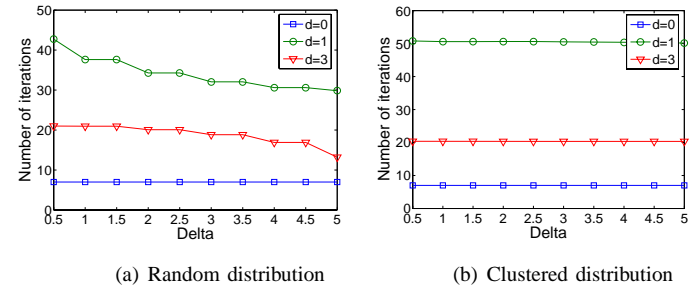 50
40
30
20
10
0
Number of iterations
d=0
d=1
d=3
0.5 1 1.5 2 2.5 3 3.5 4 4.5 5
Delta
(a) Random distribution
60
50
40
30
20
10
0
Number of iterations
d=0
d=1
d=3
0.5 1 1.5 2 2.5 3 3.5 4 4.5 5
Delta
(b) Clustered distribution